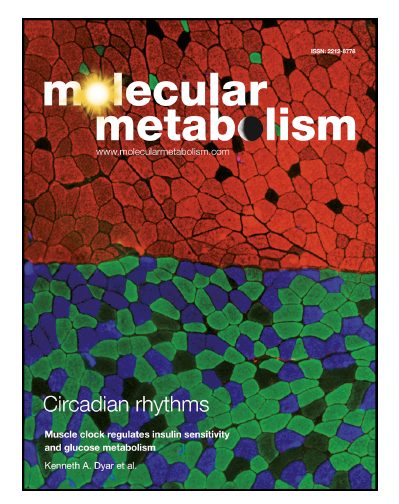 ISSN: 2212-8778
molecular
metabolism
www.molecularmetabolism.com
Circadian rhythms
Muscle clock regulates insulin sensitivity
and glucose metabolism
Kenneth A. Dyar et al.